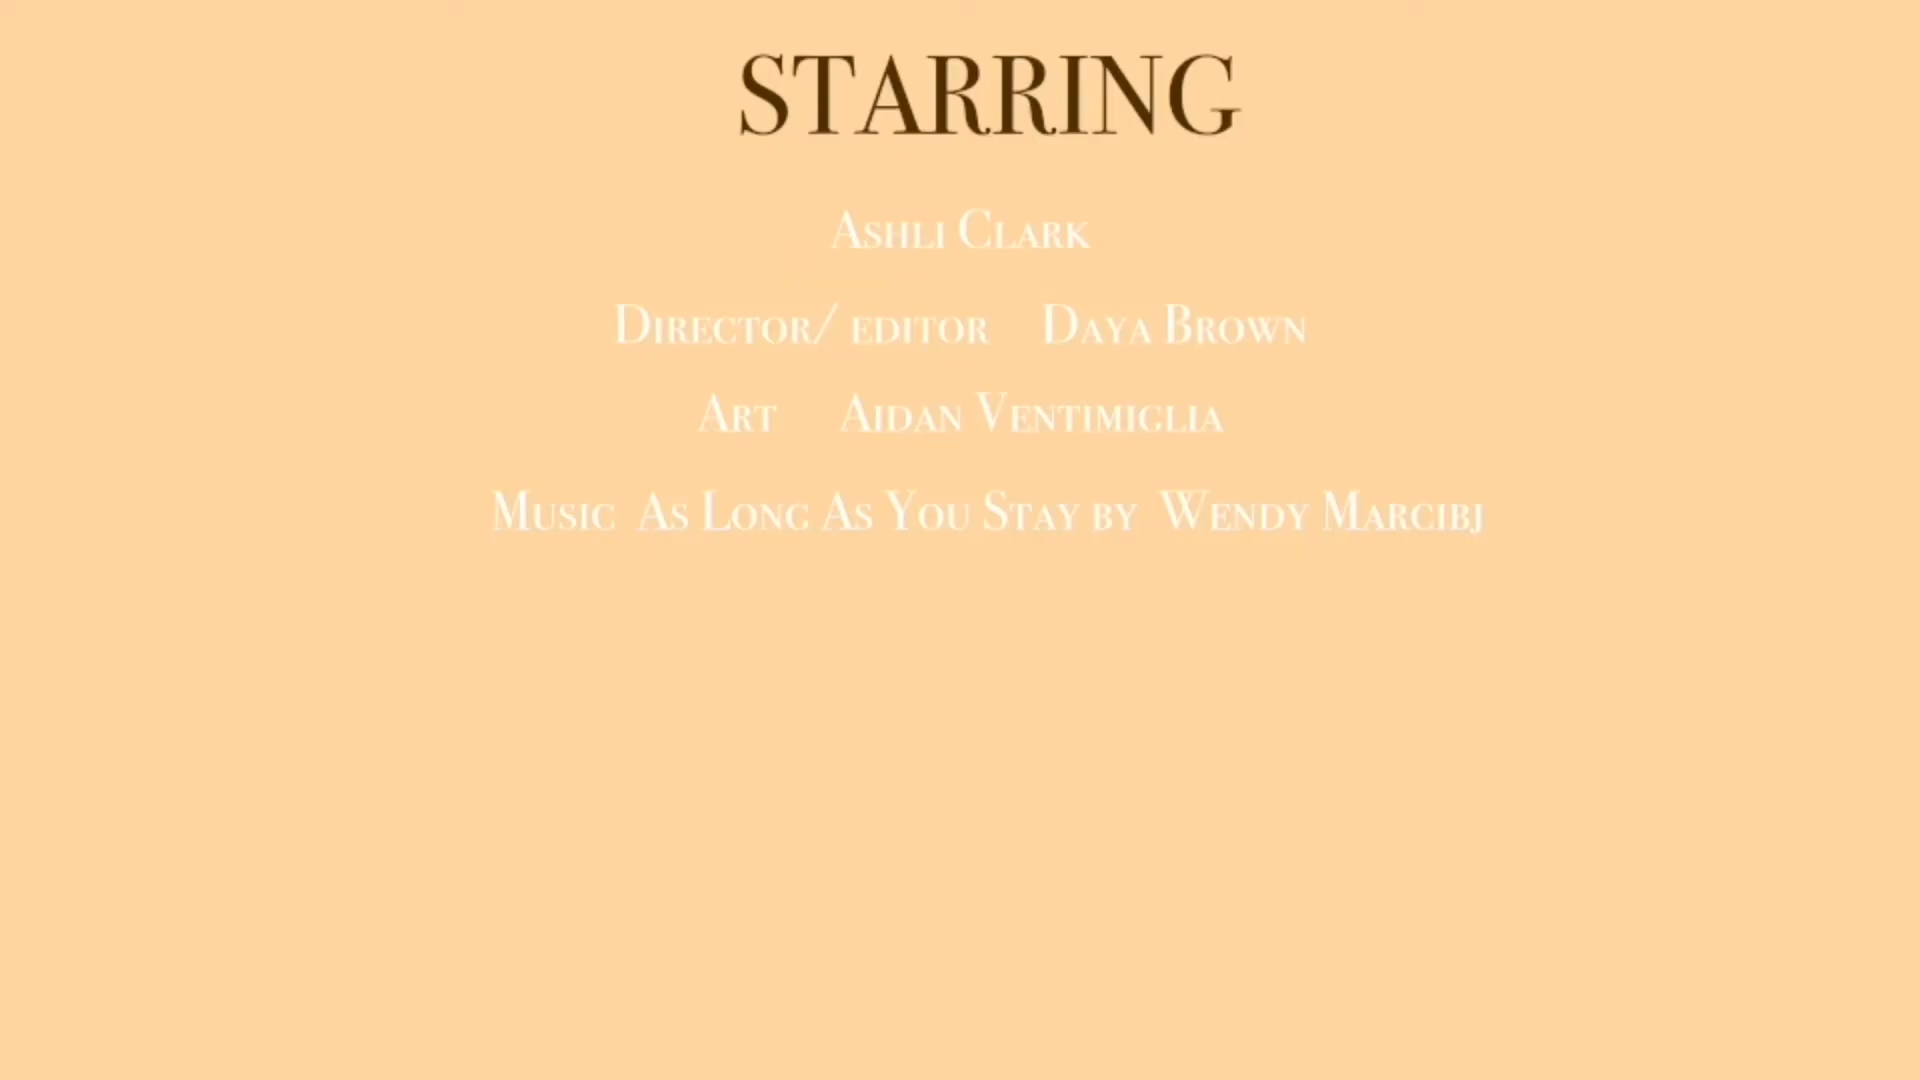 STARRING
Ashli Clark
Director/ editor Daya Brown
Art Aidan Ventimiglia
Music As Long As You Stay by Wendy Marcibj